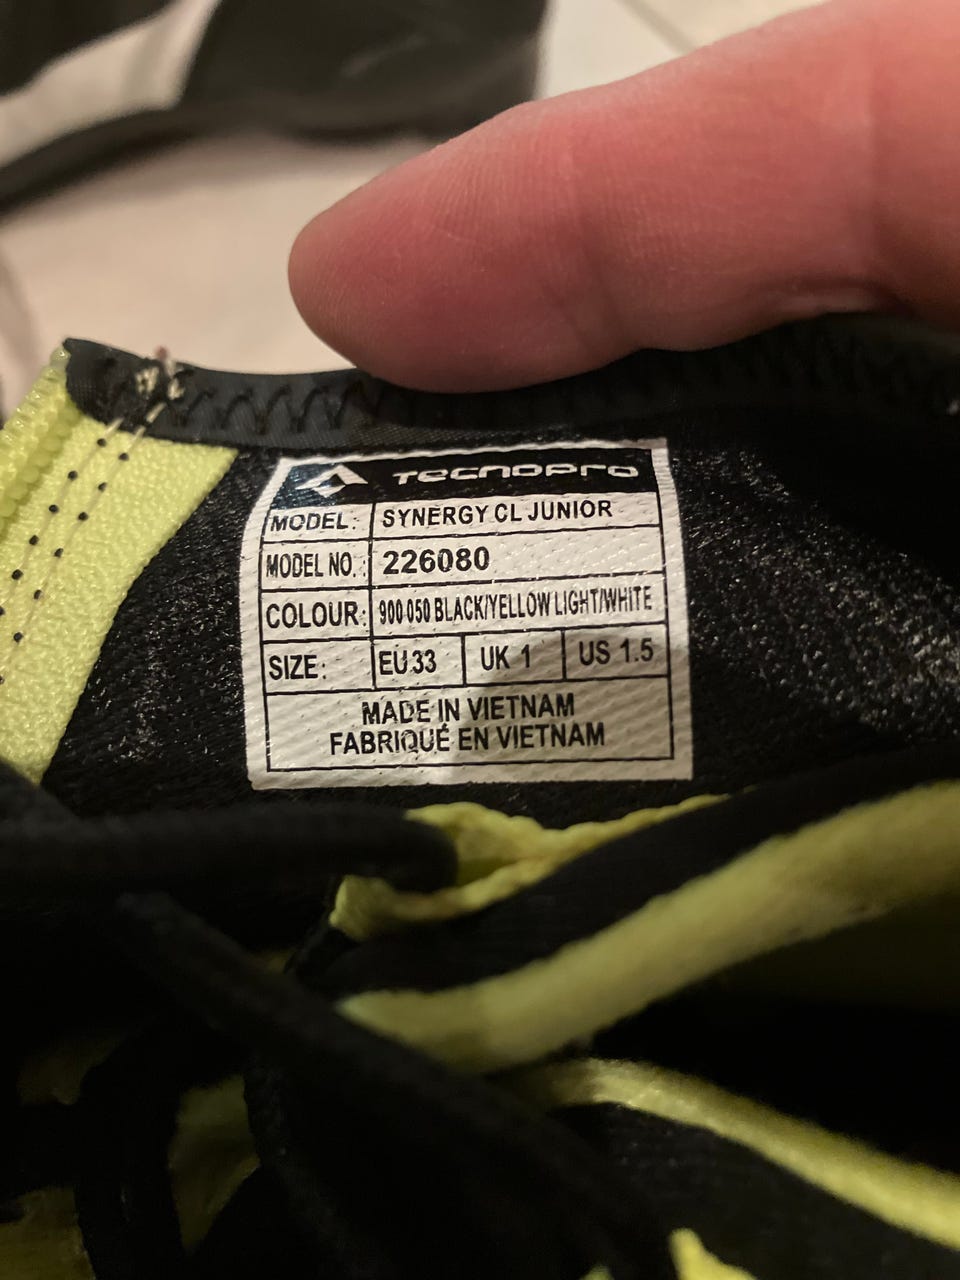 TECNOPRO
MODEL: SYNERGY CL JUNIOR
MODEL NO. : 226080
COLOUR: 900 050 BLACK/YELLOW LIGHT/WHITE
SIZE: EU 33 UK 1 US 1.5
MADE IN VIETNAM
FABRIQUÉ EN VIETNAM